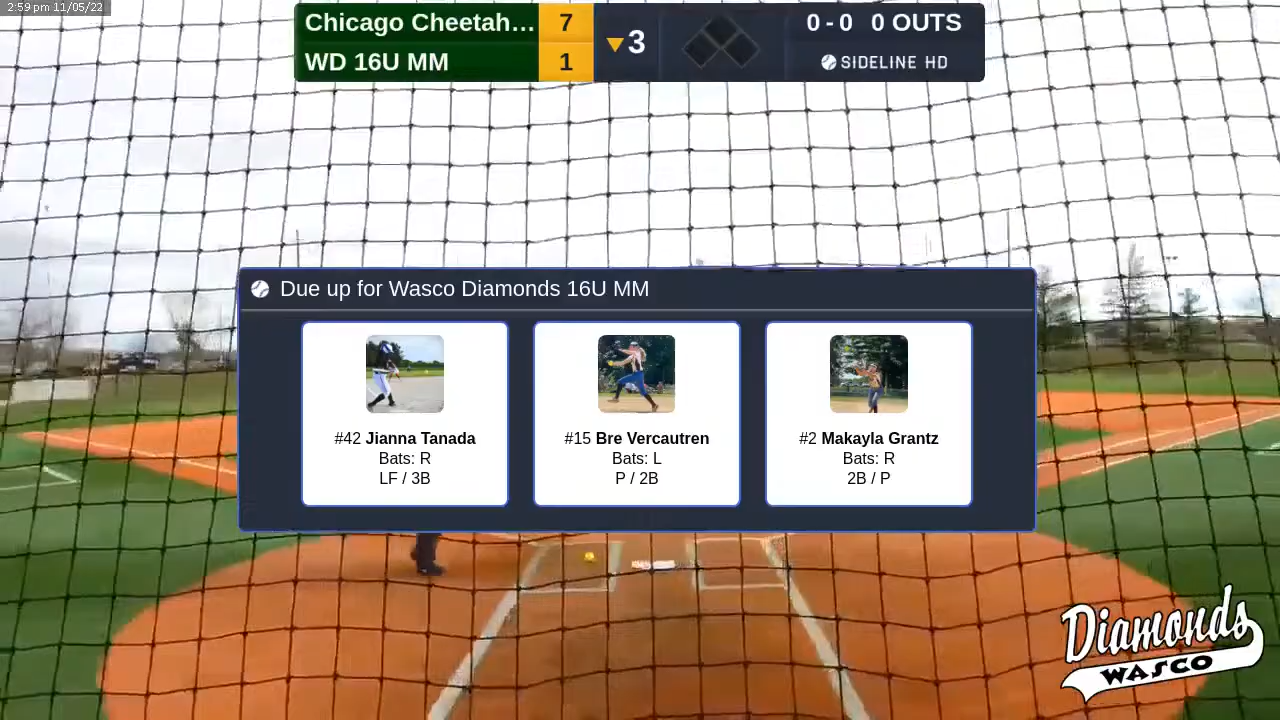 2:59 pm 11/05/22
Chicago Cheetah… 7
WD 16U MM 1
▼3
0 - 0 0 OUTS
SIDELINE HD
Due up for Wasco Diamonds 16U MM
#42 Jianna Tanada
Bats: R
LF / 3B
#15 Bre Vercautren
Bats: L
P / 2B
#2 Makayla Grantz
Bats: R
2B / P
Diamonds
WASCO